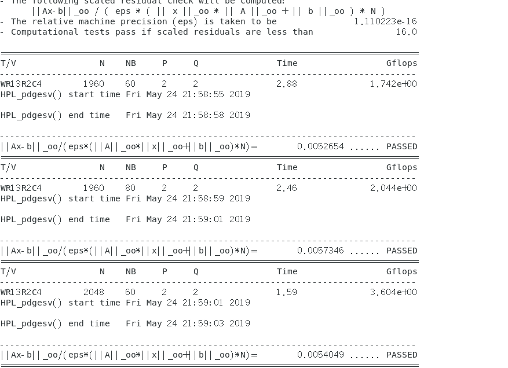 - The following scaled residual check will be computed:
||Ax-b||_oo / ( eps * ( || x ||_oo * || A ||_oo + || b ||_oo ) * N )
- The relative machine precision (eps) is taken to be 1.110223e-16
- Computational tests pass if scaled residuals are less than 16.0
T/V N NB P Q Time Gflops
WR13R2C4 1960 60 2 2 2.88 1.742e+00
HPL_pdgesv() start time Fri May 24 21:58:55 2019
HPL_pdgesv() end time Fri May 24 21:58:58 2019
||Ax-b||_oo/(eps*(||A||_oo*||x||_oo+||b||_oo)*N)= 0.0052654 ...... PASSED
T/V N NB P Q Time Gflops
WR13R2C4 1960 80 2 2 2.46 2.044e+00
HPL_pdgesv() start time Fri May 24 21:58:59 2019
HPL_pdgesv() end time Fri May 24 21:59:01 2019
||Ax-b||_oo/(eps*(||A||_oo*||x||_oo+||b||_oo)*N)= 0.0057346 ...... PASSED
T/V N NB P Q Time Gflops
WR13R2C4 2048 60 2 2 1.59 3.604e+00
HPL_pdgesv() start time Fri May 24 21:59:01 2019
HPL_pdgesv() end time Fri May 24 21:59:03 2019
||Ax-b||_oo/(eps*(||A||_oo*||x||_oo+||b||_oo)*N)= 0.0054049 ...... PASSED